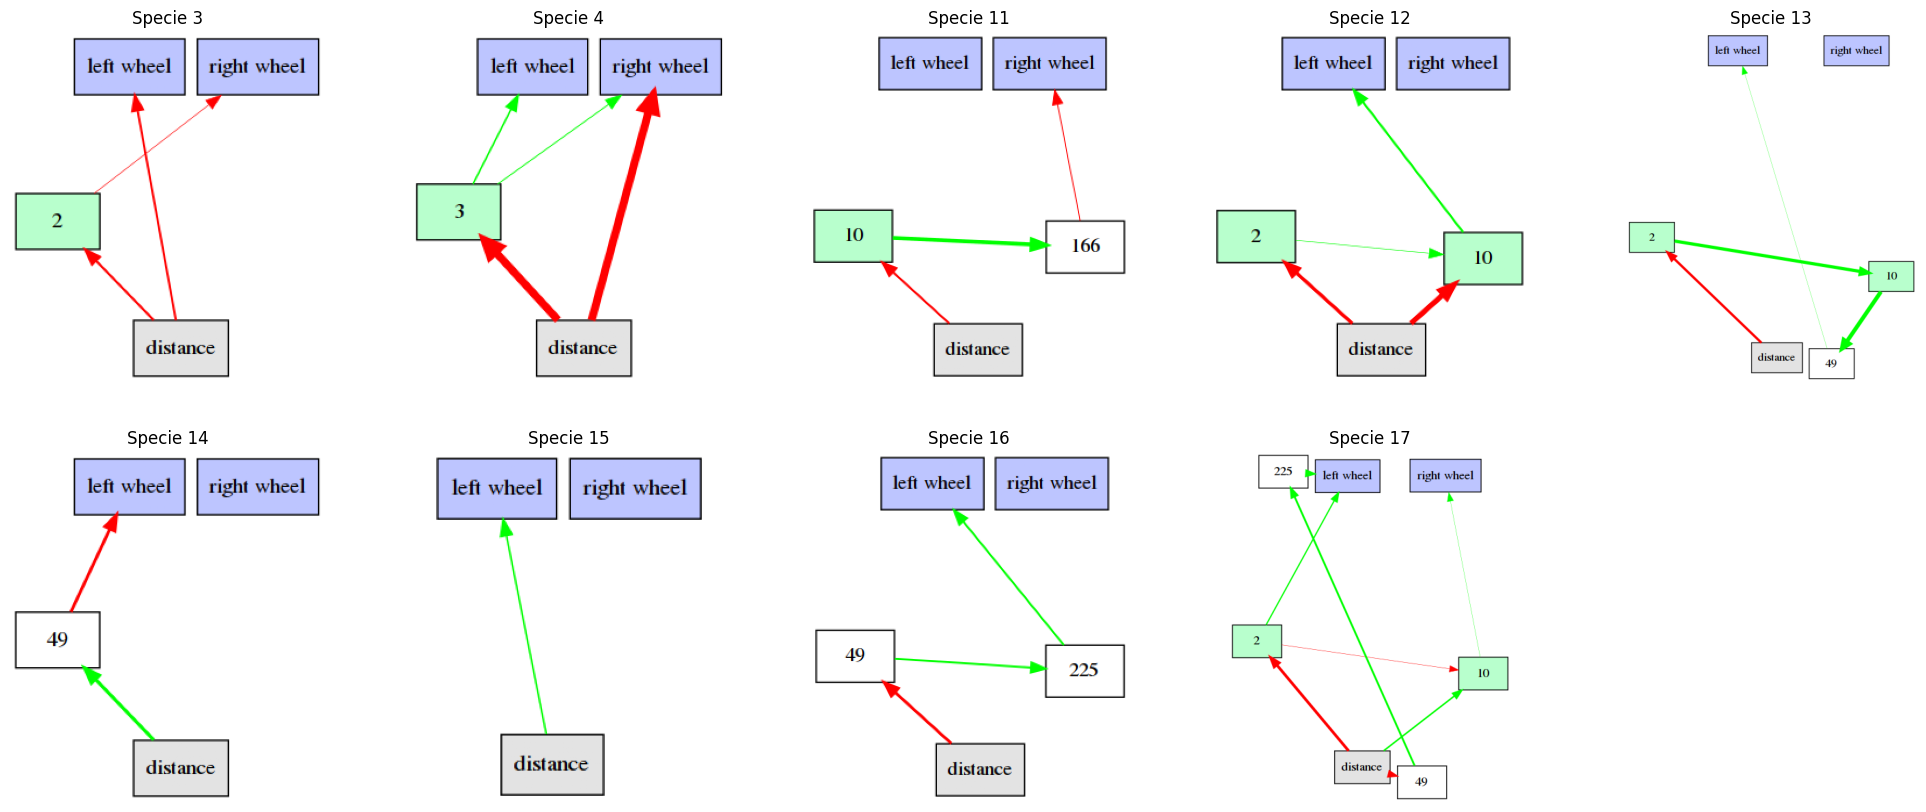 Specie 3
left wheel
right wheel
2
distance
Specie 4
left wheel
right wheel
3
distance
Specie 11
left wheel
right wheel
10
166
distance
Specie 12
left wheel
right wheel
2
10
distance
Specie 13
left wheel
right wheel
2
10
distance
49
Specie 14
left wheel
right wheel
49
distance
Specie 15
left wheel
right wheel
distance
Specie 16
left wheel
right wheel
49
225
distance
Specie 17
225
left wheel
right wheel
2
10
distance
49